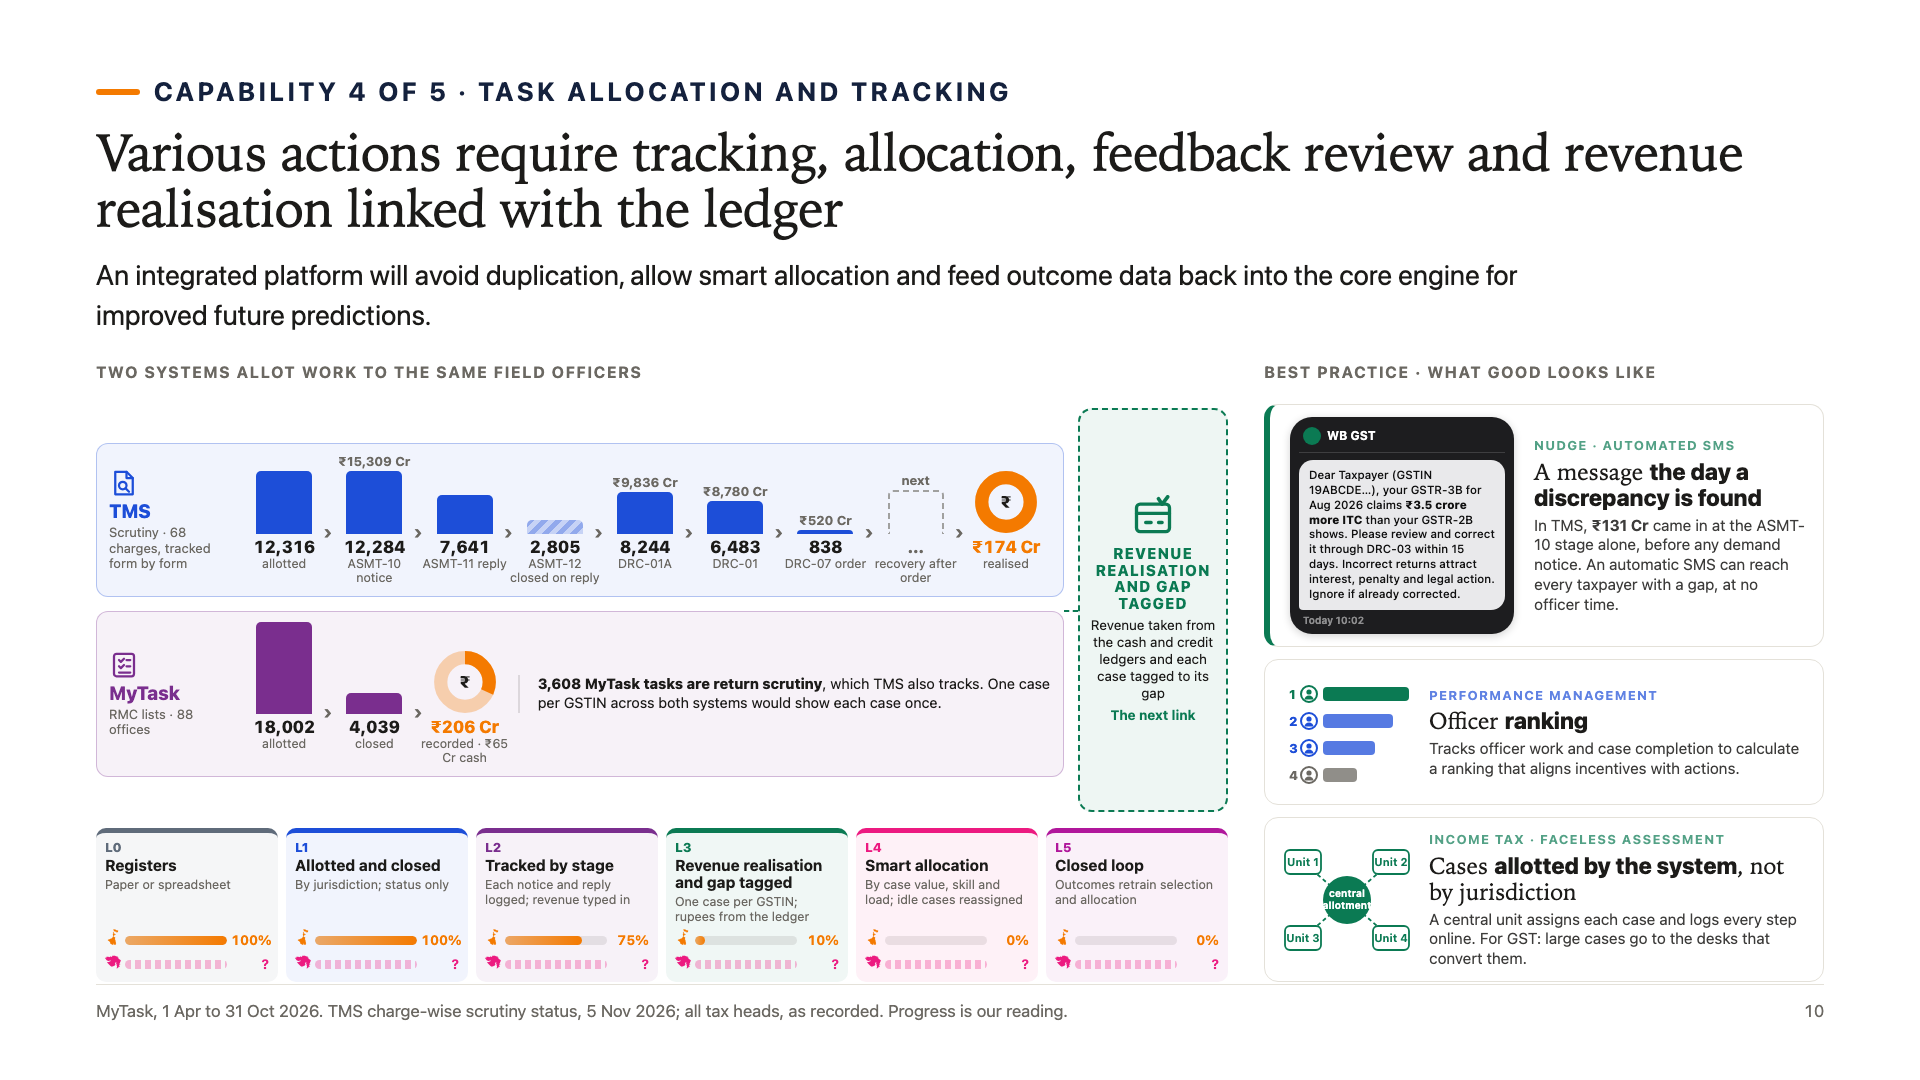 CAPABILITY 4 OF 5 · TASK ALLOCATION AND TRACKING
Various actions require tracking, allocation, feedback review and revenue
realisation linked with the ledger
An integrated platform will avoid duplication, allow smart allocation and feed outcome data back into the core engine for
improved future predictions.
TWO SYSTEMS ALLOT WORK TO THE SAME FIELD OFFICERS
TMS
Scrutiny · 68
charges, tracked
form by form
12,316
allotted
›
₹15,309 Cr
12,284
ASMT-10
notice
›
7,641
ASMT-11 reply
›
2,805
ASMT-12
closed on reply
›
₹9,836 Cr
8,244
DRC-01A
›
₹8,780 Cr
6,483
DRC-01
›
₹520 Cr
838
DRC-07 order
›
next
...
recovery after
order
›
₹
₹174 Cr
realised
MyTask
RMC lists · 88
offices
18,002
allotted
›
4,039
closed
›
₹
₹206 Cr
recorded · ₹65
Cr cash
3,608 MyTask tasks are return scrutiny, which TMS also tracks. One case
per GSTIN across both systems would show each case once.
REVENUE
REALISATION
AND GAP
TAGGED
Revenue taken from
the cash and credit
ledgers and each
case tagged to its
gap
The next link
L0
Registers
Paper or spreadsheet
100%
?
L1
Allotted and closed
By jurisdiction; status only
100%
?
L2
Tracked by stage
Each notice and reply
logged; revenue typed in
75%
?
L3
Revenue realisation
and gap tagged
One case per GSTIN;
rupees from the ledger
10%
?
L4
Smart allocation
By case value, skill and
load; idle cases reassigned
0%
?
L5
Closed loop
Outcomes retrain selection
and allocation
0%
?
BEST PRACTICE · WHAT GOOD LOOKS LIKE
WB GST
Dear Taxpayer (GSTIN
19ABCDE…), your GSTR-3B for
Aug 2026 claims ₹3.5 crore
more ITC than your GSTR-2B
shows. Please review and correct
it through DRC-03 within 15
days. Incorrect returns attract
interest, penalty and legal action.
Ignore if already corrected.
Today 10:02
NUDGE · AUTOMATED SMS
A message the day a
discrepancy is found
In TMS, ₹131 Cr came in at the ASMT-
10 stage alone, before any demand
notice. An automatic SMS can reach
every taxpayer with a gap, at no
officer time.
1
2
3
4
PERFORMANCE MANAGEMENT
Officer ranking
Tracks officer work and case completion to calculate
a ranking that aligns incentives with actions.
Unit 1
Unit 2
central
allotment
Unit 3
Unit 4
INCOME TAX · FACELESS ASSESSMENT
Cases allotted by the system, not
by jurisdiction
A central unit assigns each case and logs every step
online. For GST: large cases go to the desks that
convert them.
MyTask, 1 Apr to 31 Oct 2026. TMS charge-wise scrutiny status, 5 Nov 2026; all tax heads, as recorded. Progress is our reading.
10